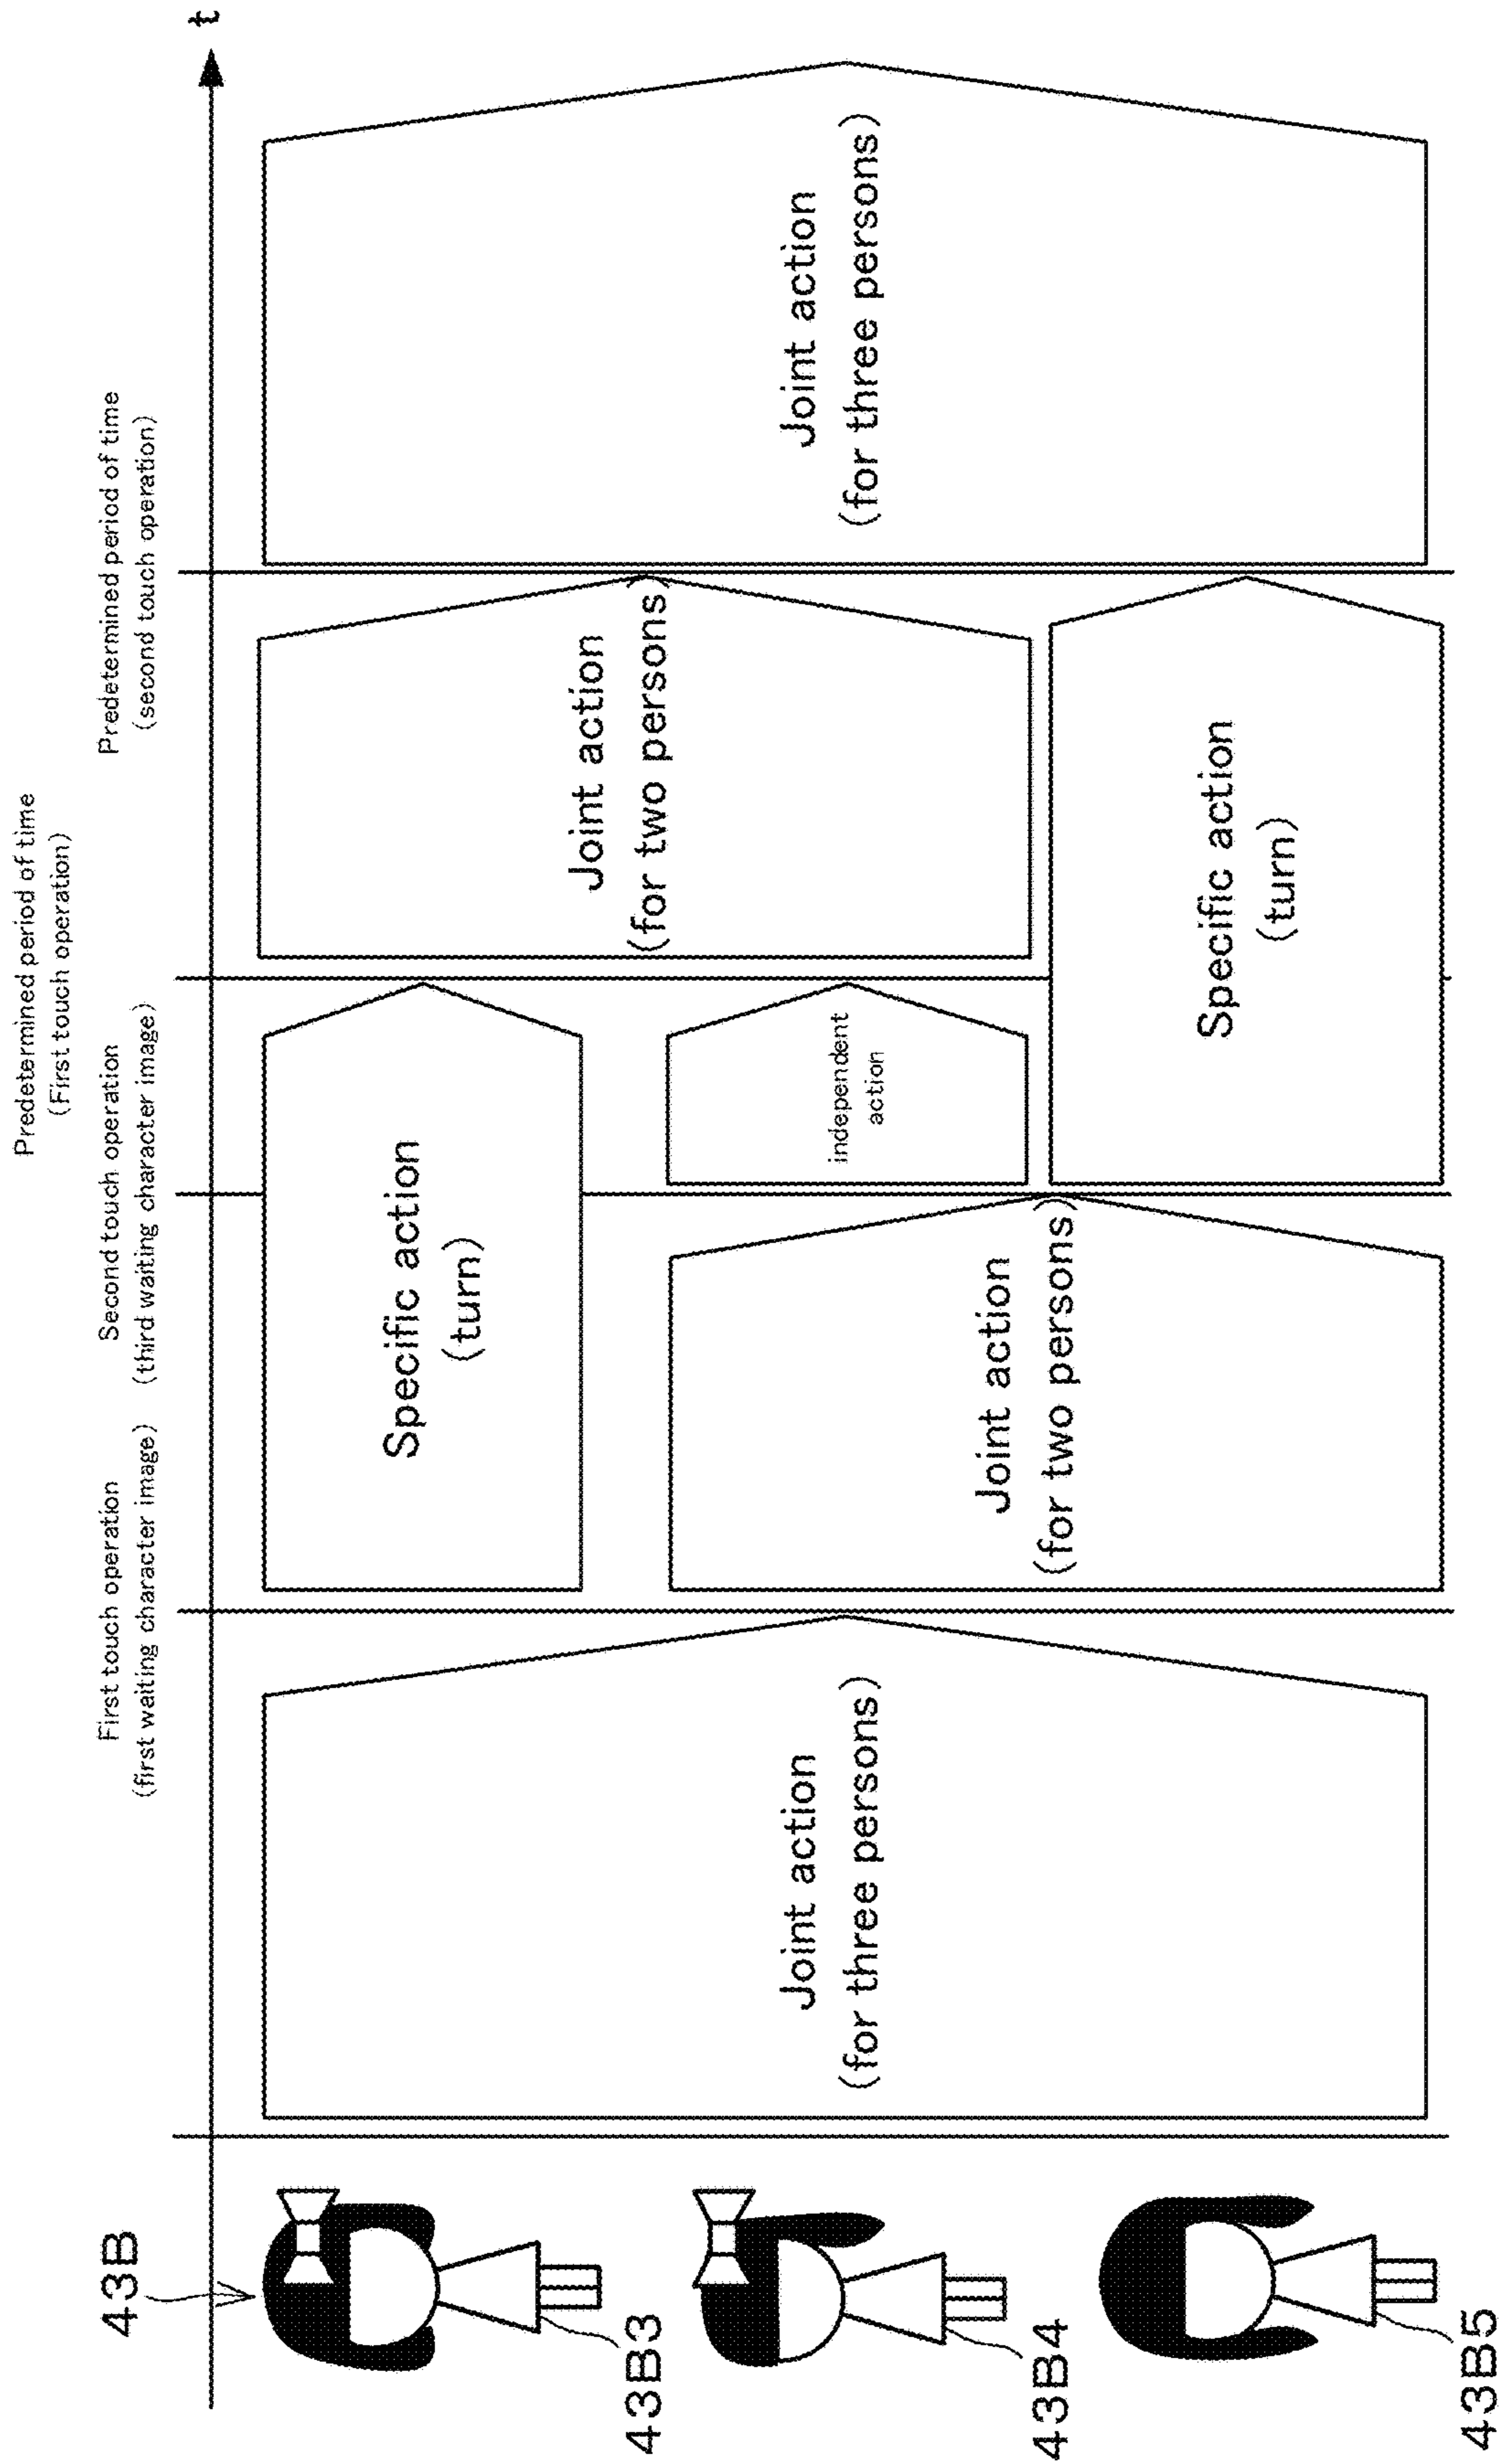 Predetermined period of time
(First touch operation)
First touch operation
(first waiting character image)
Second touch operation
(third waiting character image)
Predetermined period of time
(second touch operation)
t
43B
43B3
43B4
43B5
Joint action
(for three persons)
Specific action
(turn)
Joint action
(for two persons)
independent
action
Joint action
(for two persons)
Specific action
(turn)
Joint action
(for three persons)